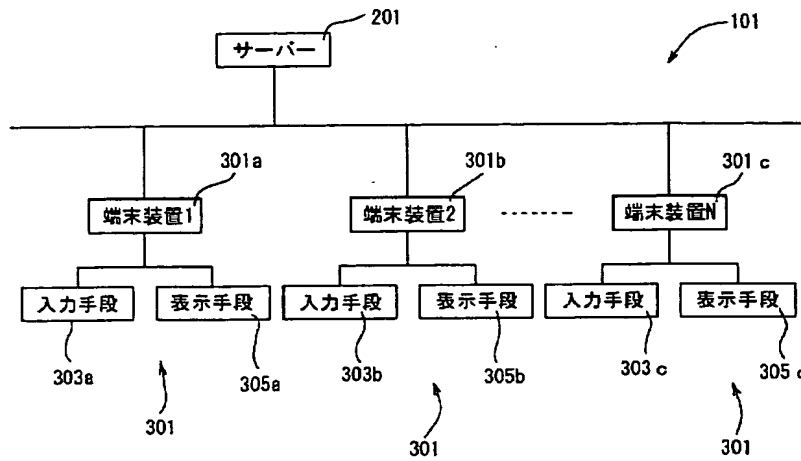 201
サーバー
101
301a
301b
301c
端末装置1
端末装置2
端末装置N
入力手段
表示手段
入力手段
表示手段
入力手段
表示手段
303a
305a
303b
305b
303c
305
301
301
301